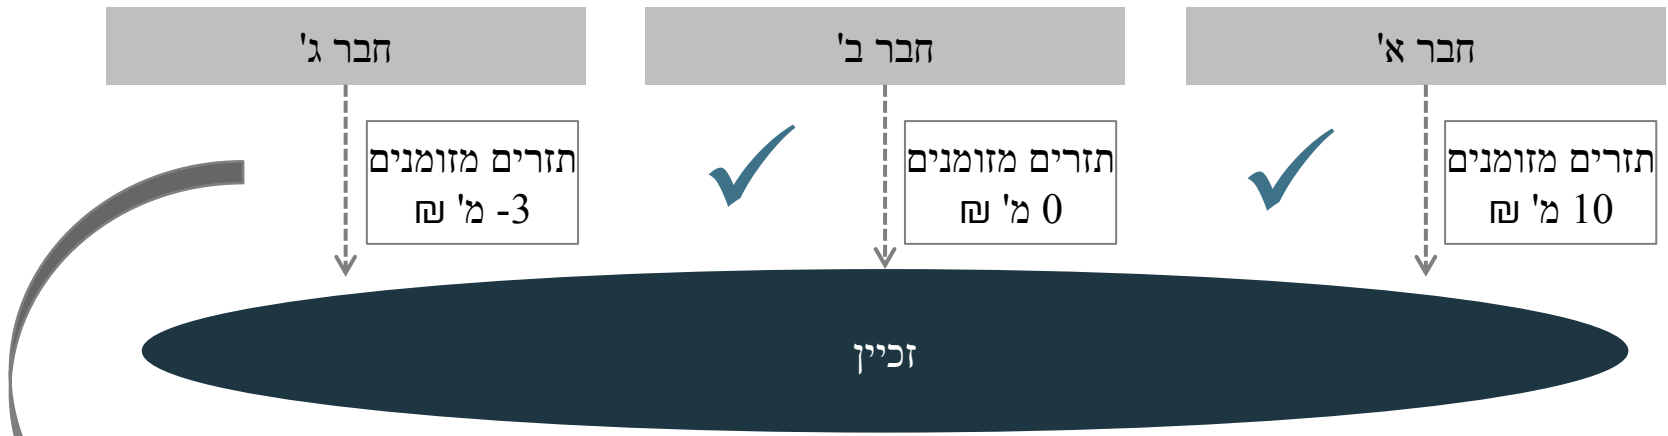 חבר א'
חבר ב'
חבר ג'
תזרים מזומנים
10 מ' ₪
תזרים מזומנים
0 מ' ₪
תזרים מזומנים
3- מ' ₪
זכיין